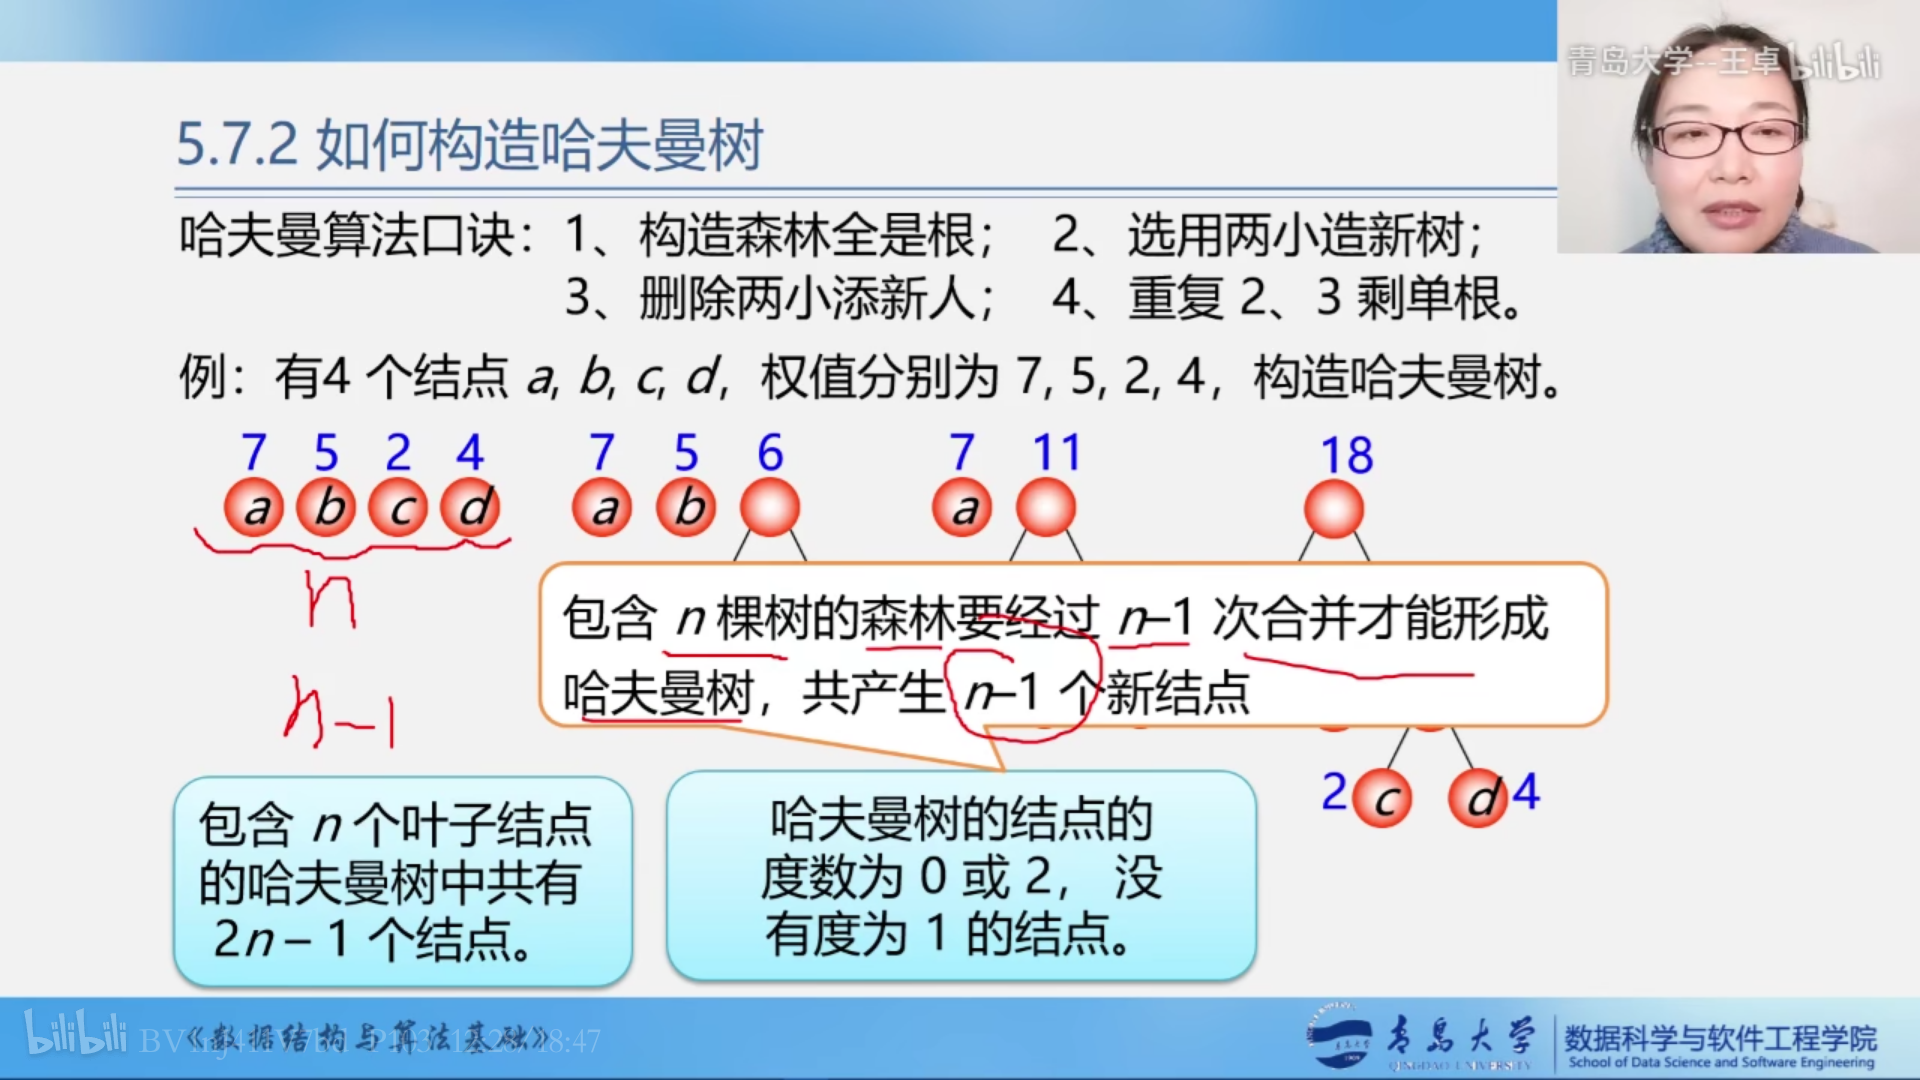 青岛大学--王卓 bilibili
5.7.2 如何构造哈夫曼树
哈夫曼算法口诀：1、构造森林全是根； 2、选用两小造新树；
3、删除两小添新人； 4、重复 2、3 剩单根。
例：有4 个结点 a, b, c, d，权值分别为 7, 5, 2, 4，构造哈夫曼树。
7 5 2 4 7 5 6 7 11 18
a b c d a b a
n
包含 n 棵树的森林要经过 n–1 次合并才能形成
哈夫曼树，共产生 n–1 个新结点
n-1
2 c d 4
包含 n 个叶子结点
的哈夫曼树中共有
2n – 1 个结点。
哈夫曼树的结点的
度数为 0 或 2， 没
有度为 1 的结点。
bilibili
《数据结构与算法基础》
青岛大学
QINGDAO UNIVERSITY
数据科学与软件工程学院
School of Data Science and Software Engineering